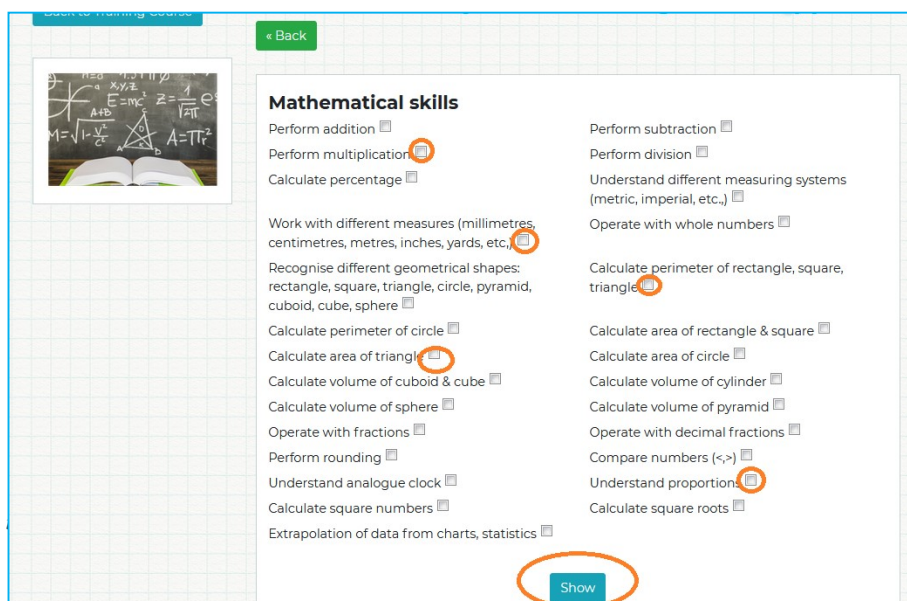 Back to Training Course
« Back
x,y,z
E=mc² Z=
A+B
M= A=πr²
Mathematical skills
Perform addition
Perform subtraction
Perform multiplication
Perform division
Calculate percentage
Understand different measuring systems
(metric, imperial, etc.,)
Work with different measures (millimetres,
centimetres, metres, inches, yards, etc,)
Operate with whole numbers
Recognise different geometrical shapes:
rectangle, square, triangle, circle, pyramid,
cuboid, cube, sphere
Calculate perimeter of rectangle, square,
triangle
Calculate perimeter of circle
Calculate area of rectangle & square
Calculate area of triangle
Calculate area of circle
Calculate volume of cuboid & cube
Calculate volume of cylinder
Calculate volume of sphere
Calculate volume of pyramid
Operate with fractions
Operate with decimal fractions
Perform rounding
Compare numbers (<,>)
Understand analogue clock
Understand proportions
Calculate square numbers
Calculate square roots
Extrapolation of data from charts, statistics
Show